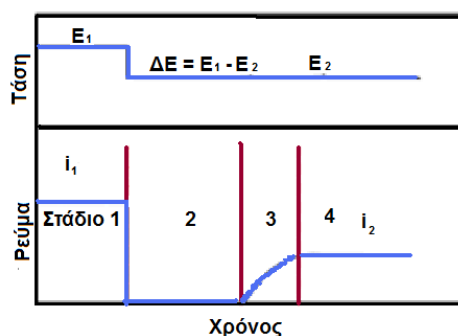 Τάση
E₁
ΔE = E₁ - E₂
E₂
Ρεύμα
i₁
Στάδιο 1
2
3
4
i₂
Χρόνος